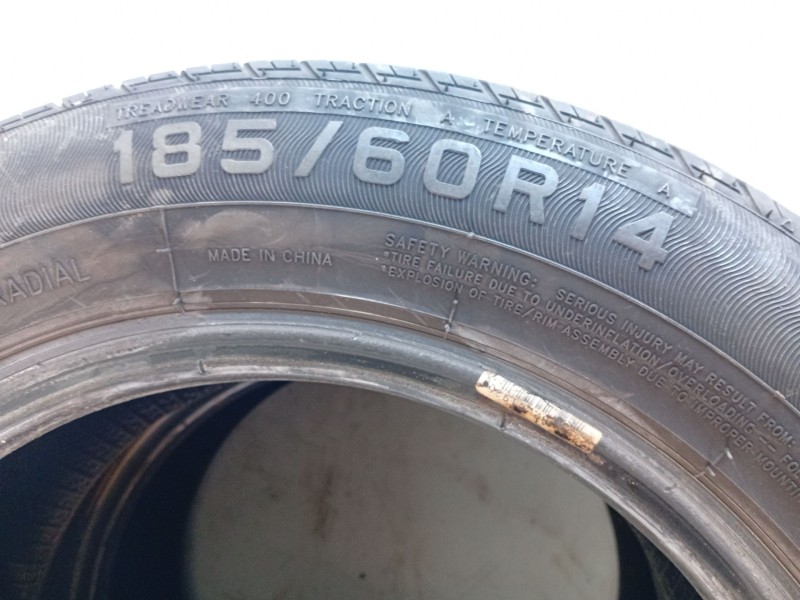 TREADWEAR 400 TRACTION A TEMPERATURE A
185/60R14
RADIAL
MADE IN CHINA
SAFETY WARNING: SERIOUS INJURY MAY RESULT FROM:
*TIRE FAILURE DUE TO UNDERINFLATION/OVERLOADING —
*EXPLOSION OF TIRE/RIM ASSEMBLY DUE TO IMPROPER